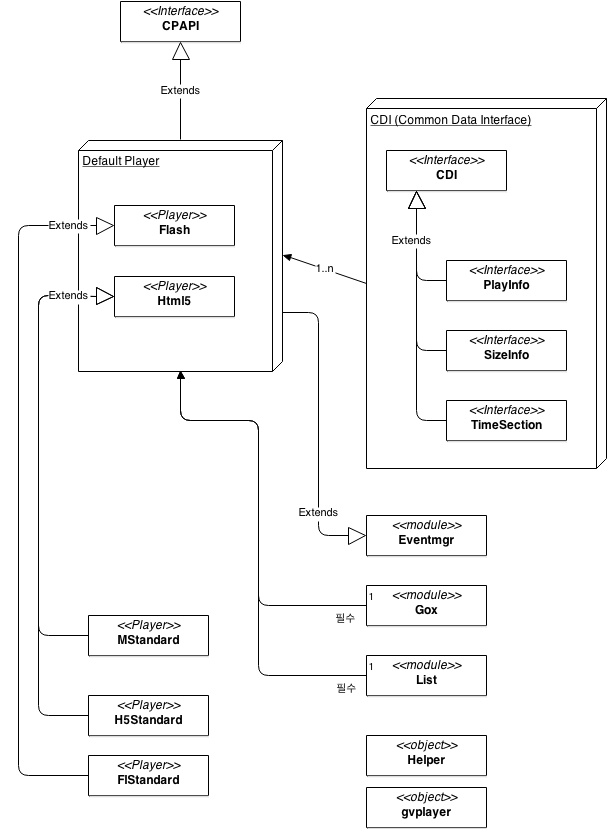 <<Interface>>
CPAPI
Extends
CDI (Common Data Interface)
Default Player
<<Interface>>
CDI
<<Player>>
Flash
Extends
Extends
1..n
<<Interface>>
PlayInfo
<<Player>>
Html5
Extends
<<Interface>>
SizeInfo
<<Interface>>
TimeSection
Extends
<<module>>
Eventmgr
<<module>>
1
Gox
필수
<<Player>>
MStandard
<<module>>
1
List
필수
<<Player>>
H5Standard
<<object>>
Helper
<<Player>>
FlStandard
<<object>>
gvplayer